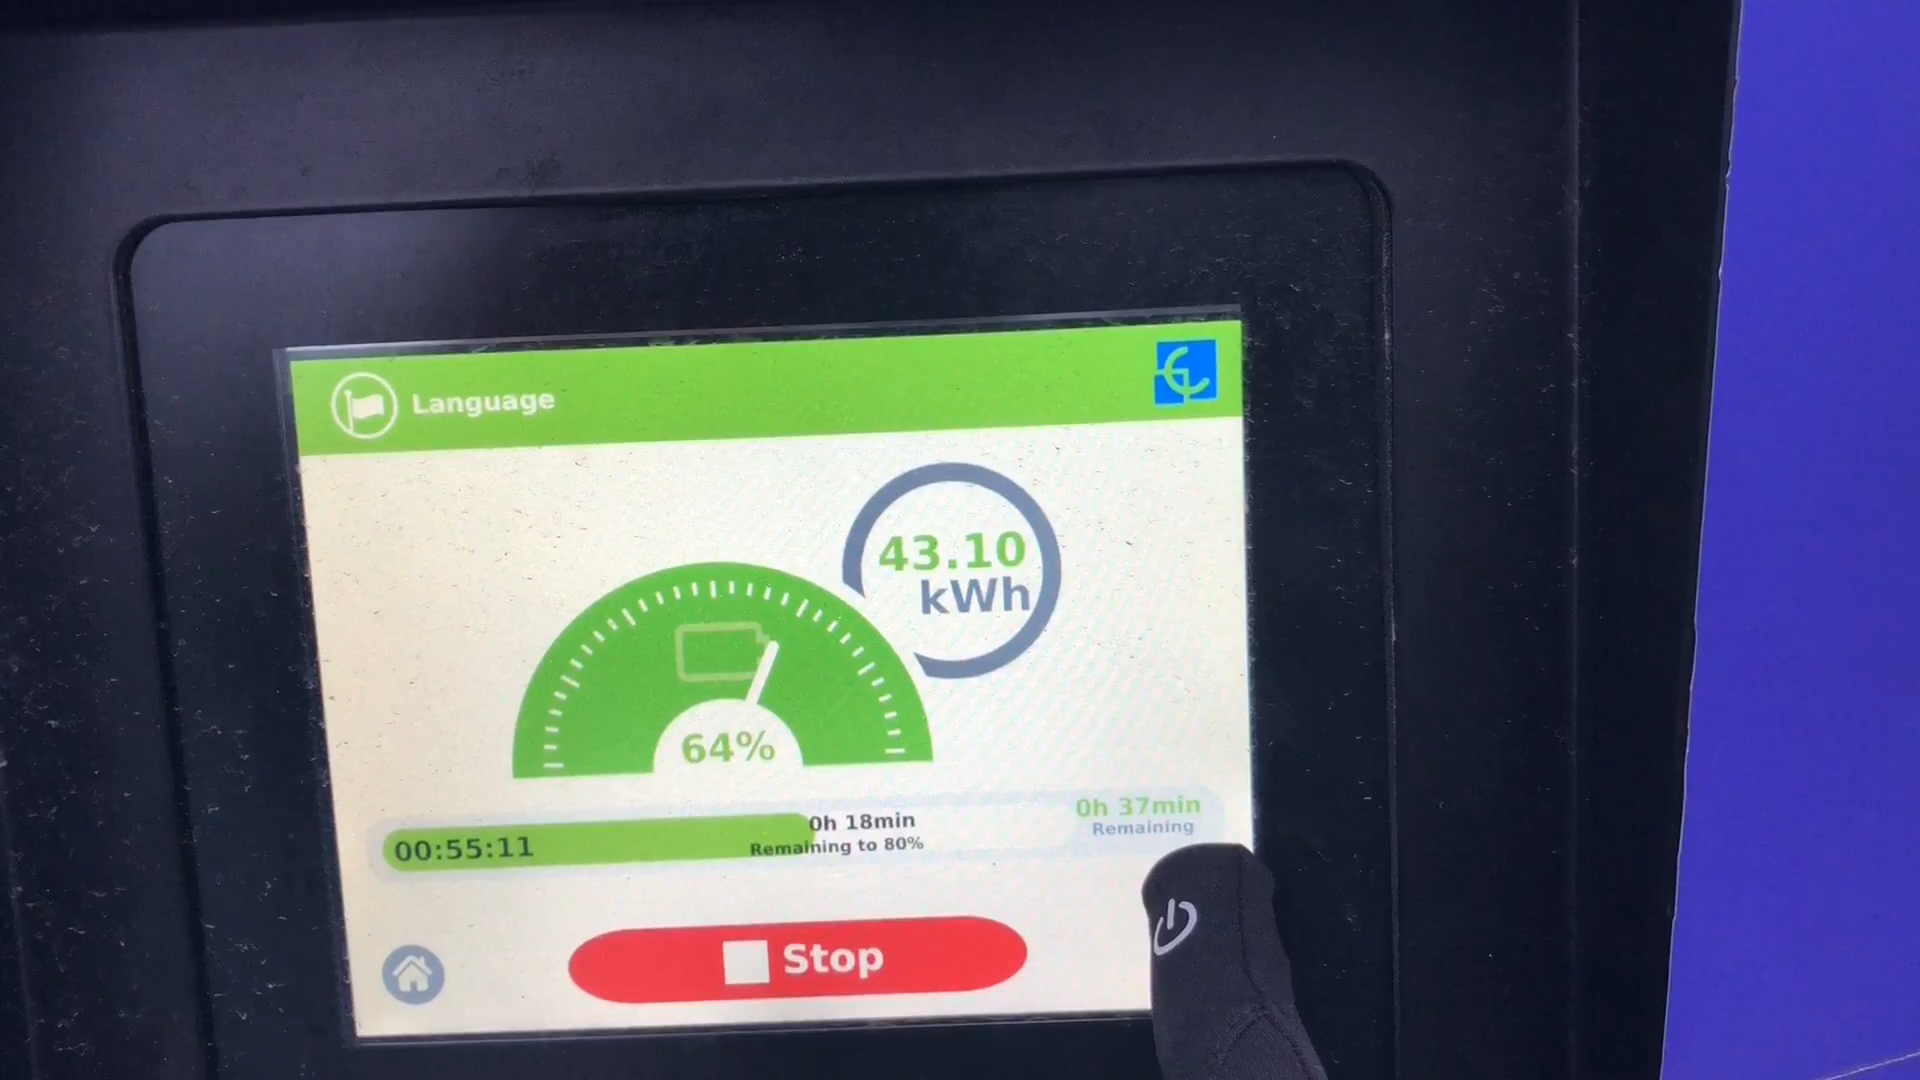 Language
43.10
kWh
64%
00:55:11
0h 18min
Remaining to 80%
0h 37min
Remaining
Stop